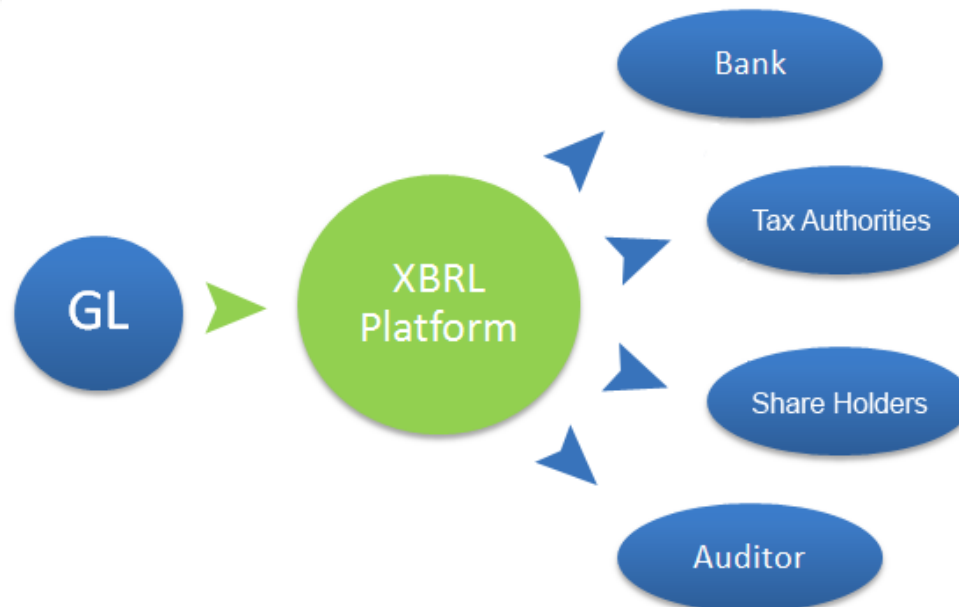 GL
XBRL
Platform
Bank
Tax Authorities
Share Holders
Auditor